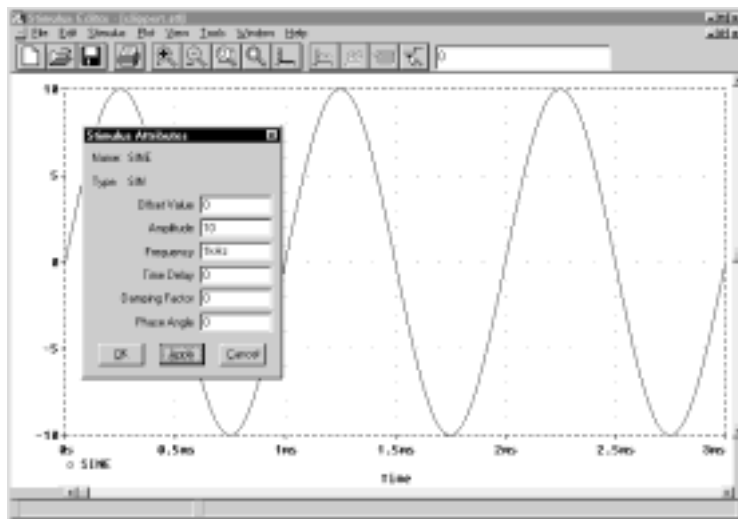 Stimulus Editor - [clipper.stl]
File Edit Stimulus Plot View Tools Window Help
0
10
5
0
-5
-10
Stimulus Attributes
Name: SINE
Type: SIN
Offset Value 0
Amplitude 10
Frequency 1kHz
Time Delay 0
Damping Factor 0
Phase Angle 0
OK Apply Cancel
0s 0.5ms 1ms 1.5ms 2ms 2.5ms 3ms
SINE
Time